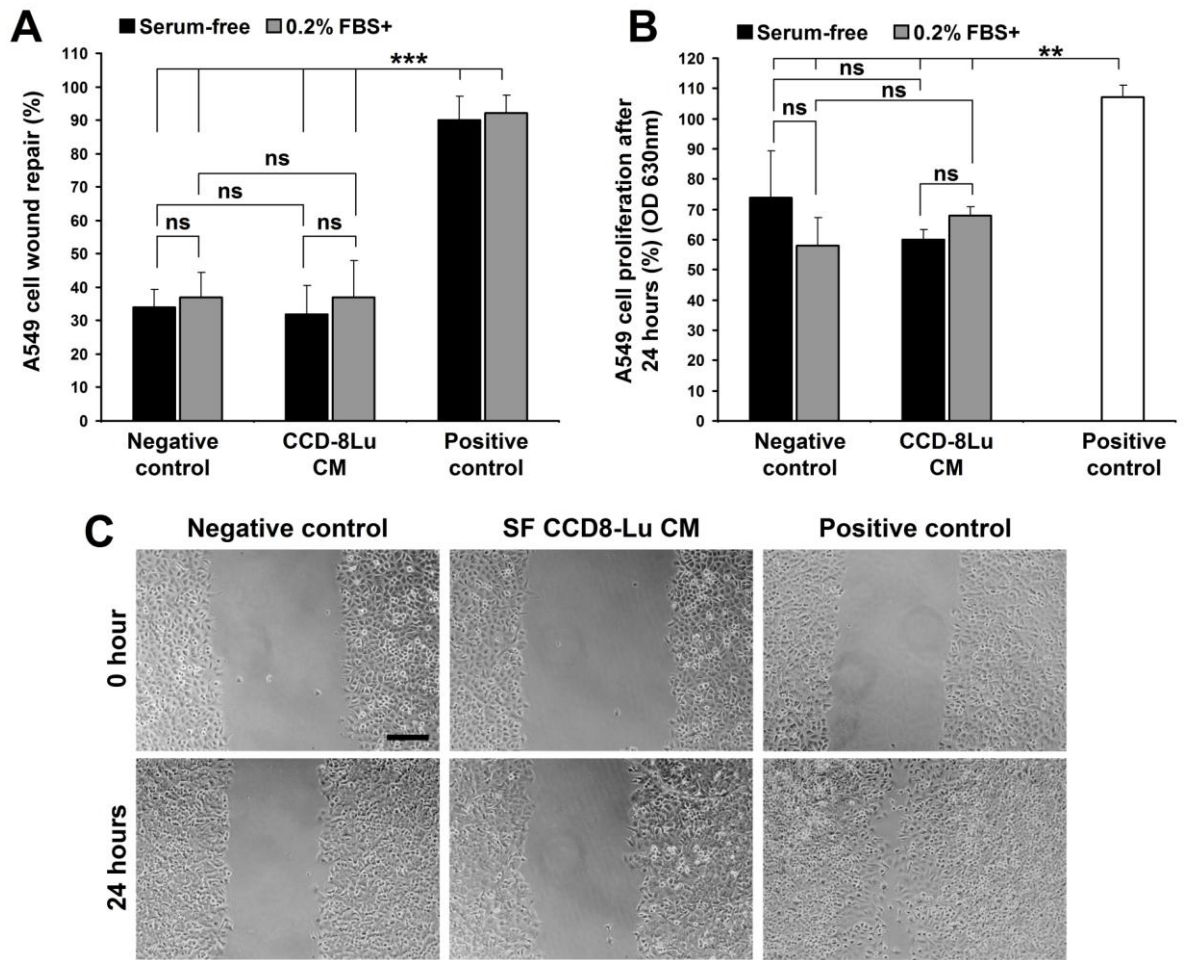 A
Serum-free 0.2% FBS+
A549 cell wound repair (%)
110
100
90
80
70
60
50
40
30
20
10
0
***
ns
ns
ns
ns
Negative control
CCD-8Lu CM
Positive control
B
Serum-free 0.2% FBS+
A549 cell proliferation after
24 hours (%) (OD 630nm)
120
110
100
90
80
70
60
50
40
30
20
10
0
**
ns
ns
ns
ns
Negative control
CCD-8Lu CM
Positive control
C
Negative control
SF CCD8-Lu CM
Positive control
0 hour
24 hours